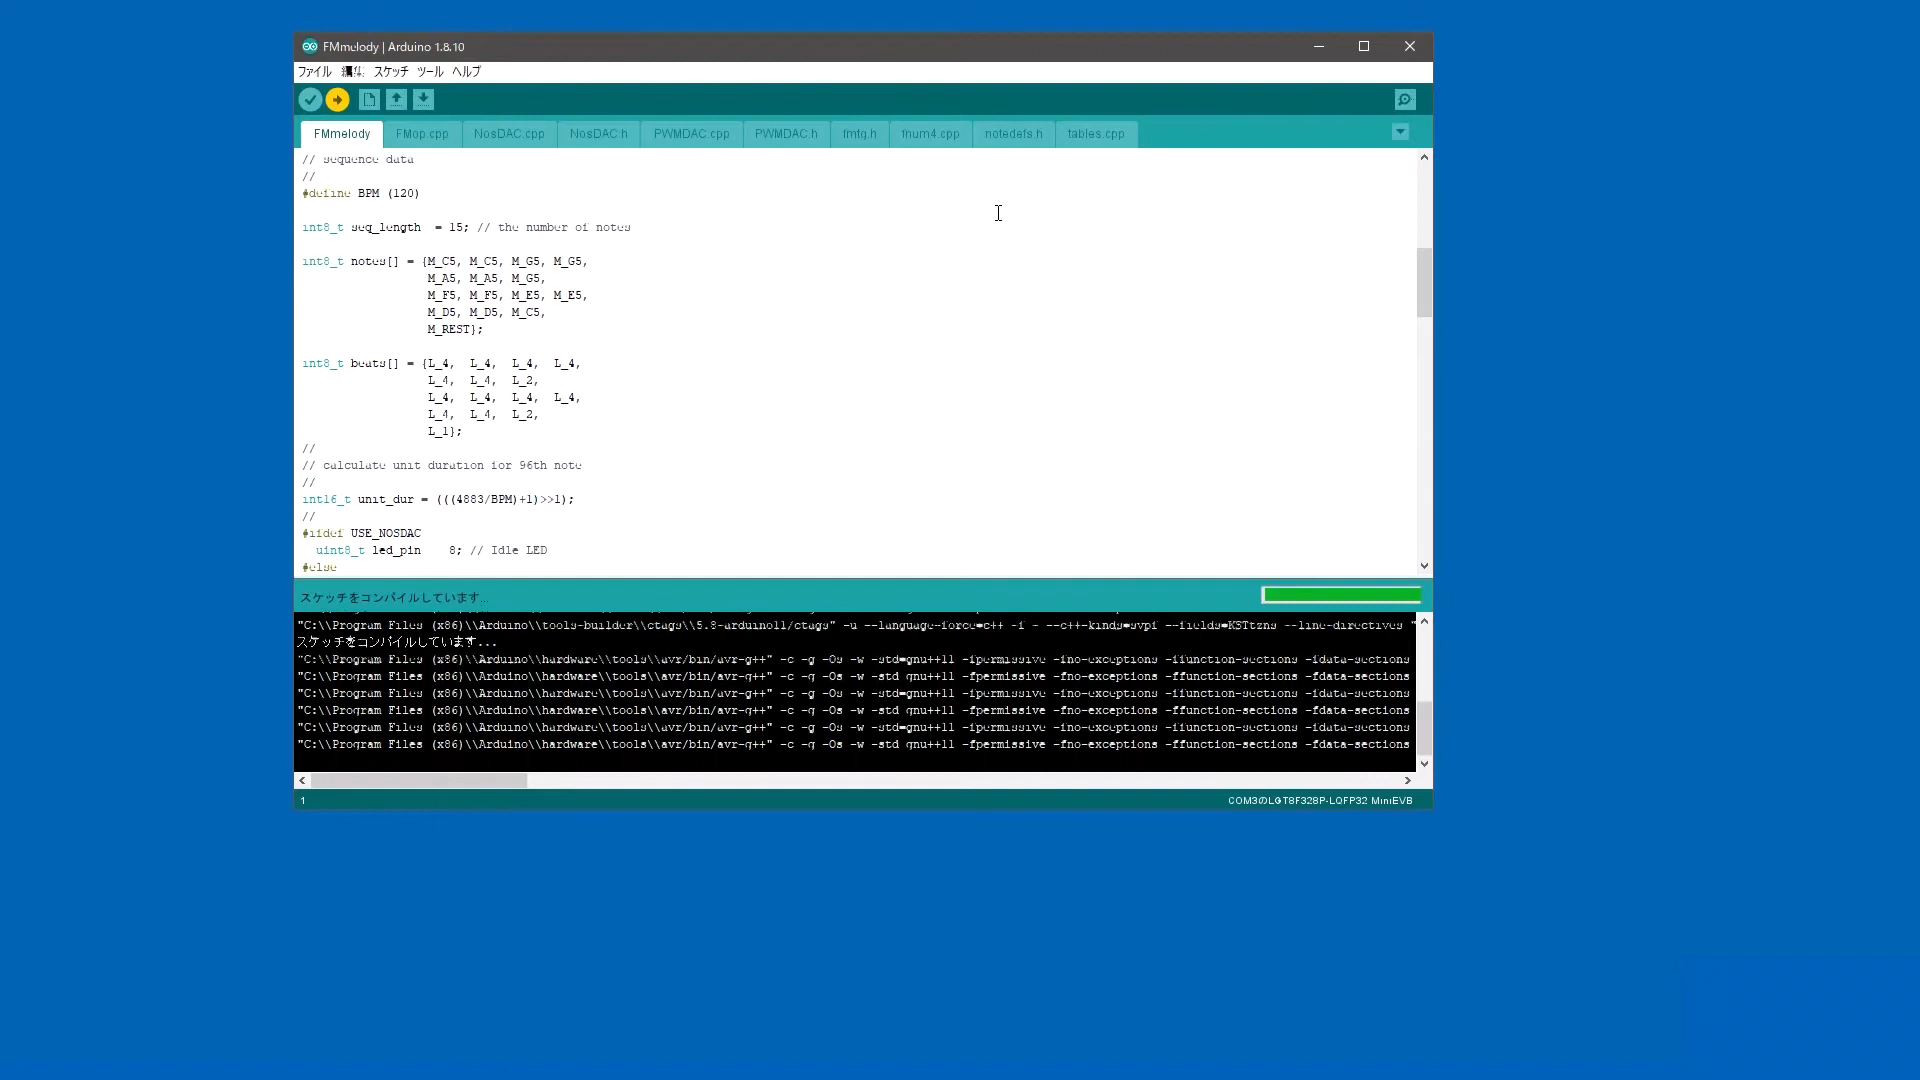 FMmelody | Arduino 1.8.10
ファイル 編集 スケッチ ツール ヘルプ
FMmelody FMop.cpp NosDAC.cpp NosDAC.h PWMDAC.cpp PWMDAC.h fmtg.h fnum4.cpp notedefs.h tables.cpp
// sequence data
//
#define BPM (120)
int8_t seq_length = 15; // the number of notes
int8_t notes[] = {M_C5, M_C5, M_G5, M_G5,
M_A5, M_A5, M_G5,
M_F5, M_F5, M_E5, M_E5,
M_D5, M_D5, M_C5,
M_REST};
int8_t beats[] = {L_4, L_4, L_4, L_4,
L_4, L_4, L_2,
L_4, L_4, L_4, L_4,
L_4, L_4, L_2,
L_1};
//
// calculate unit duration for 96th note
//
int16_t unit_dur = (((4883/BPM)+1)>>1);
//
#ifdef USE_NOSDAC
uint8_t led_pin 8; // Idle LED
#else
スケッチをコンパイルしています...
"C:\\Program Files (x86)\\Arduino\\tools-builder\\ctags\\5.8-arduino11/ctags" -u --language-force=c++ -f - --c++-kinds=svpf --fields=KSTtzns --line-directives "
スケッチをコンパイルしています...
"C:\\Program Files (x86)\\Arduino\\hardware\\tools\\avr/bin/avr-g++" -c -g -Os -w -std=gnu++11 -fpermissive -fno-exceptions -ffunction-sections -fdata-sections
"C:\\Program Files (x86)\\Arduino\\hardware\\tools\\avr/bin/avr-g++" -c -g -Os -w -std gnu++11 -fpermissive -fno-exceptions -ffunction-sections -fdata-sections
"C:\\Program Files (x86)\\Arduino\\hardware\\tools\\avr/bin/avr-g++" -c -g -Os -w -std=gnu++11 -fpermissive -fno-exceptions -ffunction-sections -fdata-sections
"C:\\Program Files (x86)\\Arduino\\hardware\\tools\\avr/bin/avr-g++" -c -g -Os -w -std gnu++11 -fpermissive -fno-exceptions -ffunction-sections -fdata-sections
"C:\\Program Files (x86)\\Arduino\\hardware\\tools\\avr/bin/avr-g++" -c -g -Os -w -std=gnu++11 -fpermissive -fno-exceptions -ffunction-sections -fdata-sections
"C:\\Program Files (x86)\\Arduino\\hardware\\tools\\avr/bin/avr-g++" -c -g -Os -w -std gnu++11 -fpermissive -fno-exceptions -ffunction-sections -fdata-sections
1 COM3のLGT8F328P-LQFP32 MiniEVB